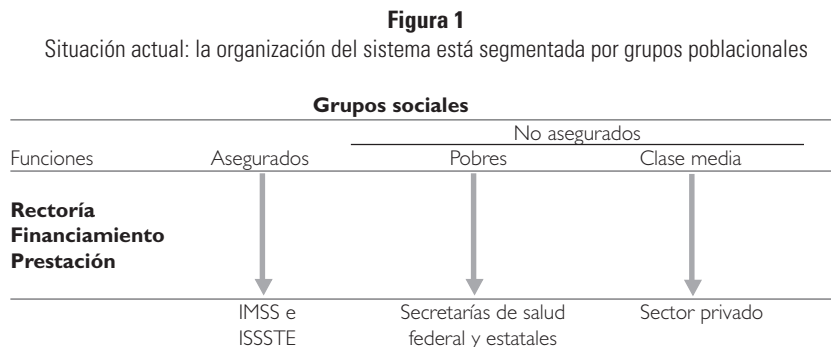 Figura 1
Situación actual: la organización del sistema está segmentada por grupos poblacionales
Grupos sociales
No asegurados
Funciones Asegurados Pobres Clase media
Rectoría
Financiamiento
Prestación
IMSS e Secretarías de salud Sector privado
ISSSTE federal y estatales